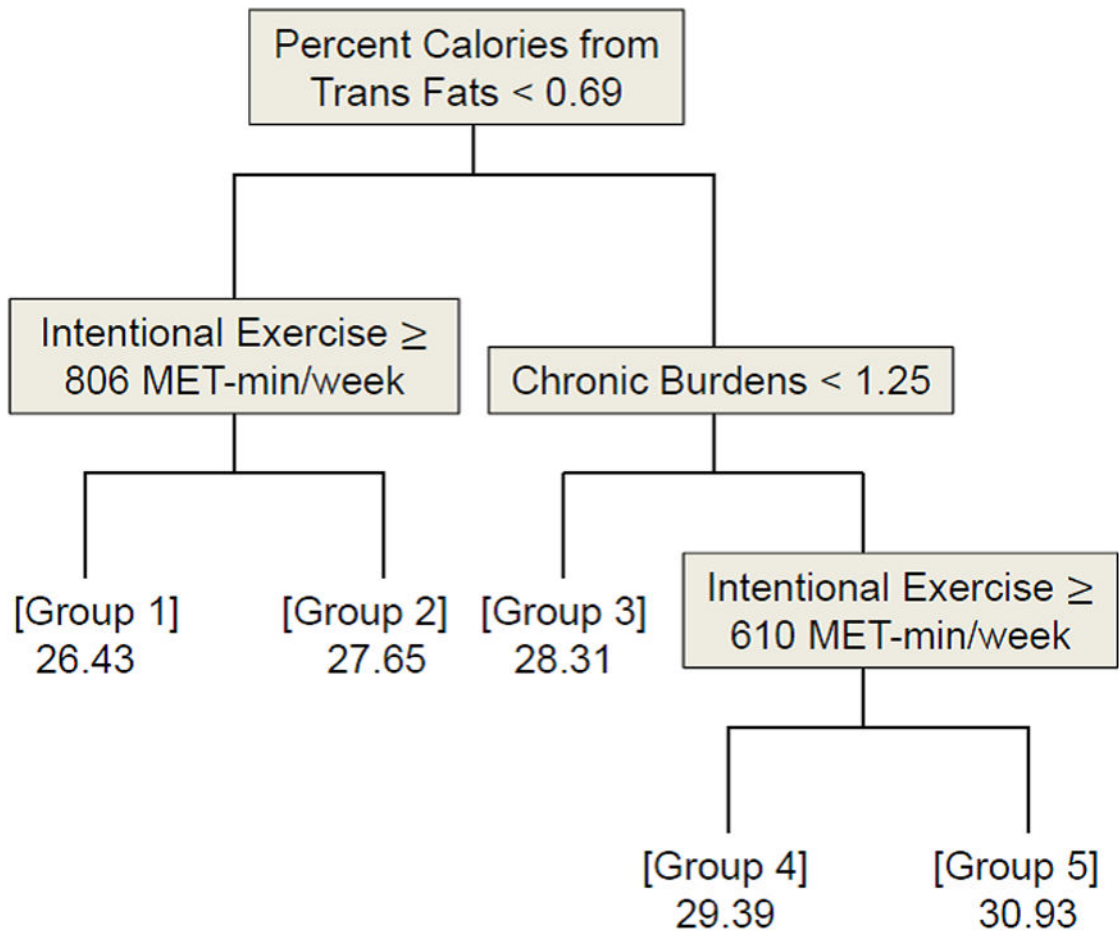 Percent Calories from
Trans Fats < 0.69
Intentional Exercise ≥
806 MET-min/week
Chronic Burdens < 1.25
Intentional Exercise ≥
610 MET-min/week
[Group 1]
26.43
[Group 2]
27.65
[Group 3]
28.31
[Group 4]
29.39
[Group 5]
30.93